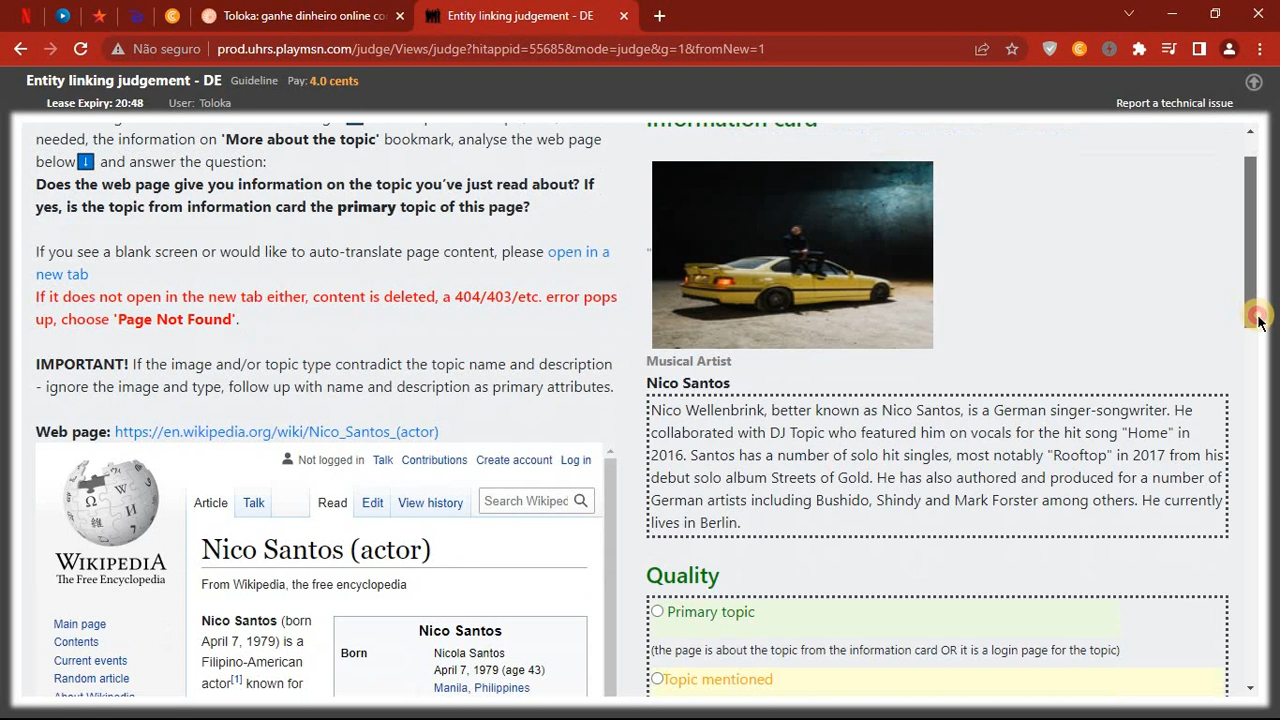 Toloka: ganhe dinheiro online co
Entity linking judgement - DE
Não seguro
prod.uhrs.playmsn.com/judge/Views/judge?hitappid=55685&mode=judge&g=1&fromNew=1
Entity linking judgement - DE Guideline Pay: 4.0 cents
Lease Expiry: 20:48 User: Toloka
Report a technical issue
needed, the information on 'More about the topic' bookmark, analyse the web page
below and answer the question:
Does the web page give you information on the topic you've just read about? If
yes, is the topic from information card the primary topic of this page?
If you see a blank screen or would like to auto-translate page content, please open in a
new tab
If it does not open in the new tab either, content is deleted, a 404/403/etc. error pops
up, choose 'Page Not Found'.
IMPORTANT! If the image and/or topic type contradict the topic name and description
- ignore the image and type, follow up with name and description as primary attributes.
Web page: https://en.wikipedia.org/wiki/Nico_Santos_(actor)
Not logged in Talk Contributions Create account Log in
Article Talk Read Edit View history Search Wikiped
WIKIPEDIA
The Free Encyclopedia
Main page
Contents
Current events
Random article
About Wikipedia
Nico Santos (actor)
From Wikipedia, the free encyclopedia
Nico Santos (born
April 7, 1979) is a
Filipino-American
actor[1] known for
Nico Santos
Born Nicola Santos
April 7, 1979 (age 43)
Manila, Philippines
Information card
"
Musical Artist
Nico Santos
Nico Wellenbrink, better known as Nico Santos, is a German singer-songwriter. He
collaborated with DJ Topic who featured him on vocals for the hit song "Home" in
2016. Santos has a number of solo hit singles, most notably "Rooftop" in 2017 from his
debut solo album Streets of Gold. He has also authored and produced for a number of
German artists including Bushido, Shindy and Mark Forster among others. He currently
lives in Berlin.
Quality
Primary topic
(the page is about the topic from the information card OR it is a login page for the topic)
Topic mentioned